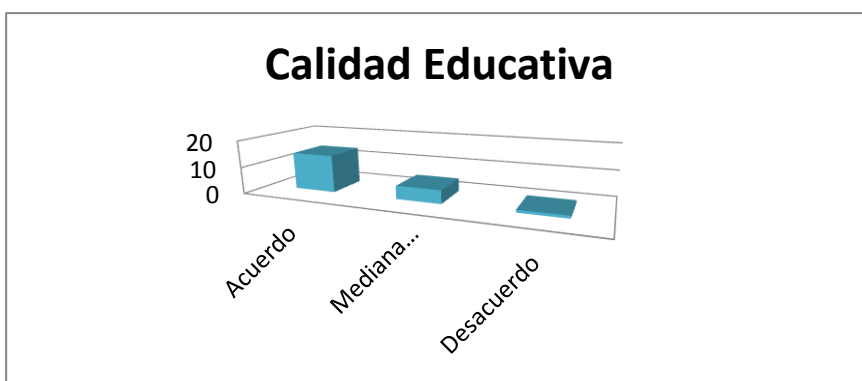 Calidad Educativa
20
10
0
Acuerdo
Mediana...
Desacuerdo